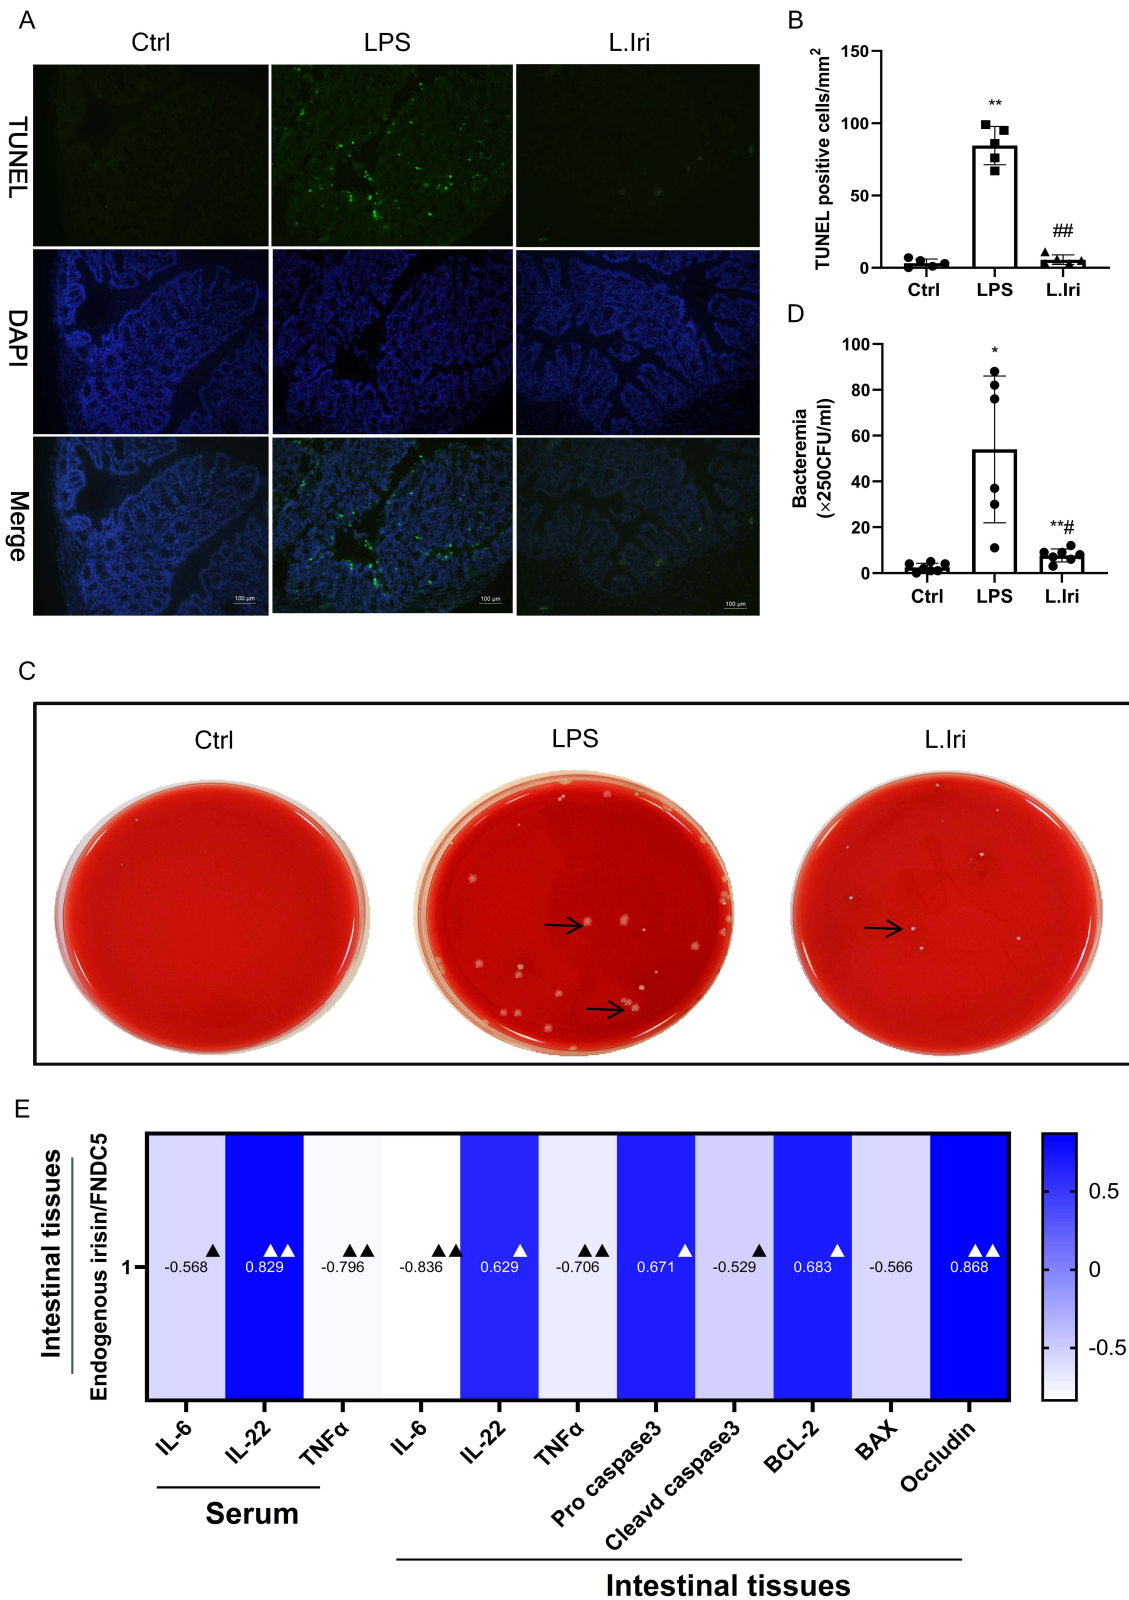 A
Ctrl
LPS
L.Iri
TUNEL
DAPI
Merge
100 μm
100 μm
100 μm
B
TUNEL positive cells/mm2
150
100
50
0
**
##
Ctrl
LPS
L.Iri
D
Bacteremia
(×250CFU/ml)
100
80
60
40
20
0
*
**#
Ctrl
LPS
L.Iri
C
Ctrl
LPS
L.Iri
E
Intestinal tissues
Endogenous irisin/FNDC5
1
-0.568
0.829
-0.796
-0.836
0.629
-0.706
0.671
-0.529
0.683
-0.566
0.868
0.5
0
-0.5
IL-6
IL-22
TNFα
IL-6
IL-22
TNFα
Pro caspase3
Cleavd caspase3
BCL-2
BAX
Occludin
Serum
Intestinal tissues